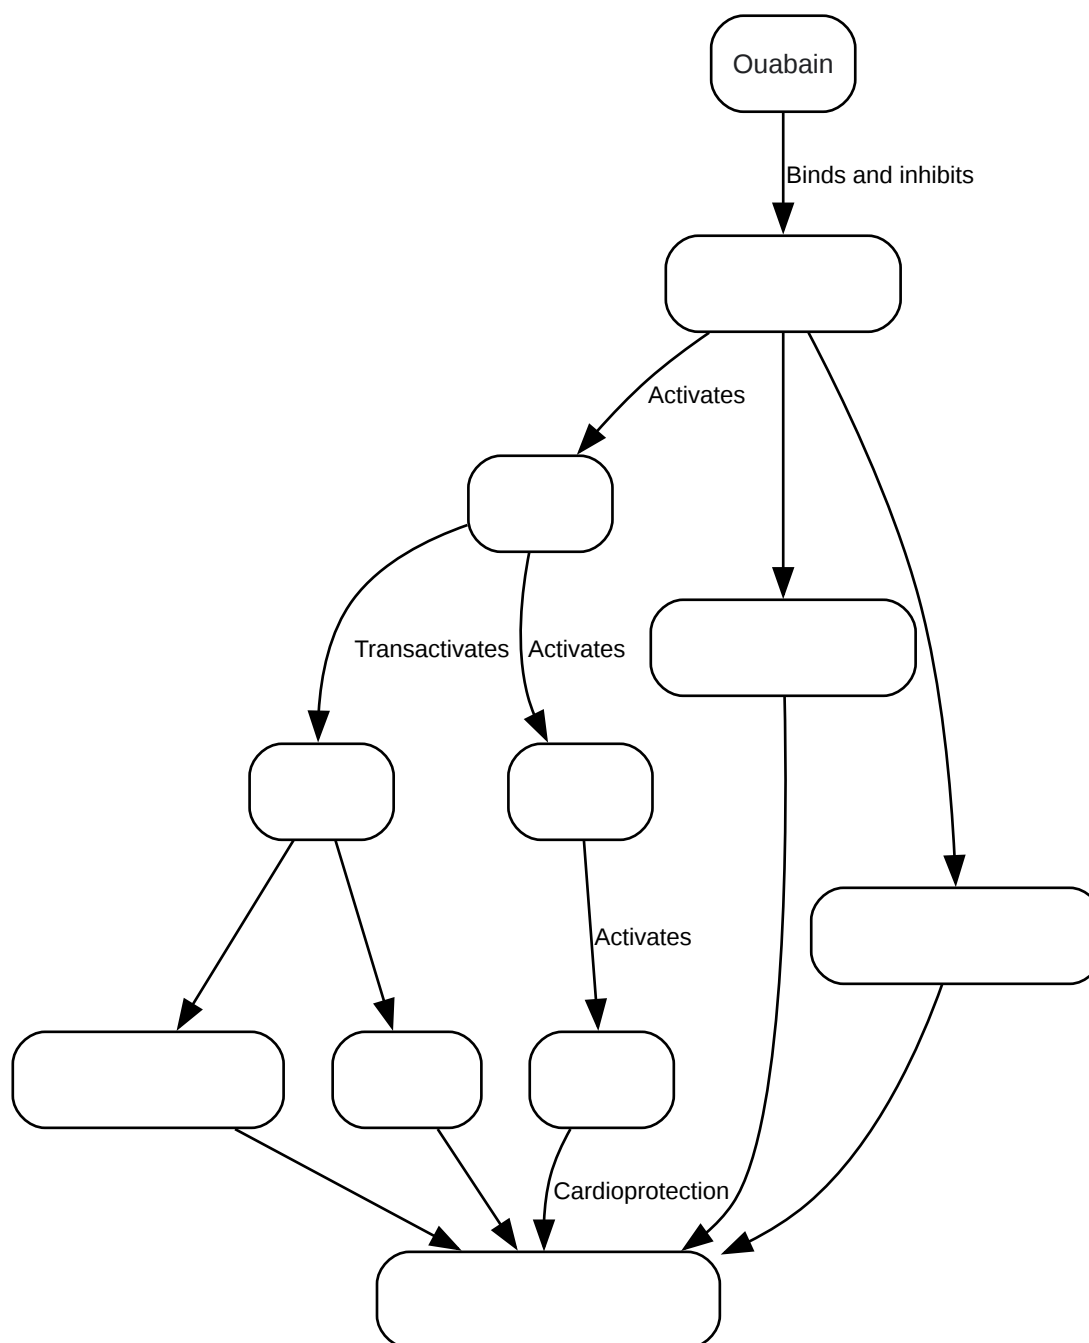 Ouabain
Binds and inhibits
Activates
Transactivates
Activates
Activates
Cardioprotection